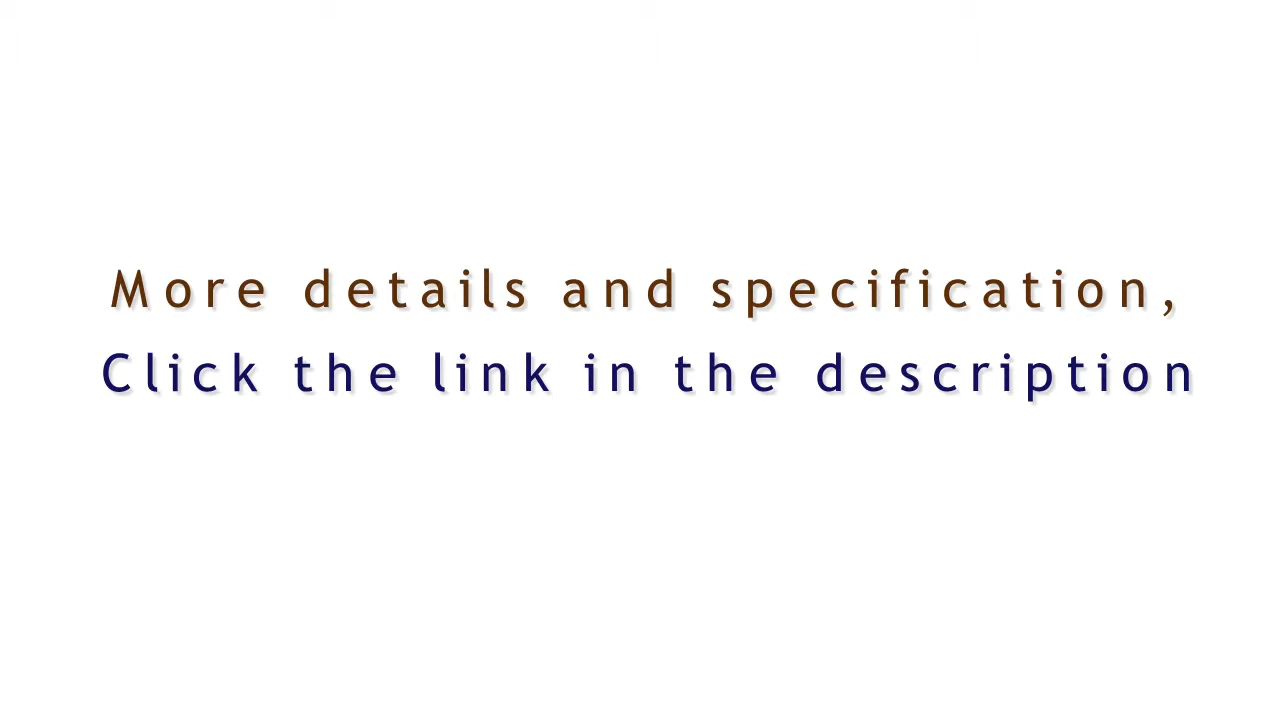 More details and specification,
Click the link in the description